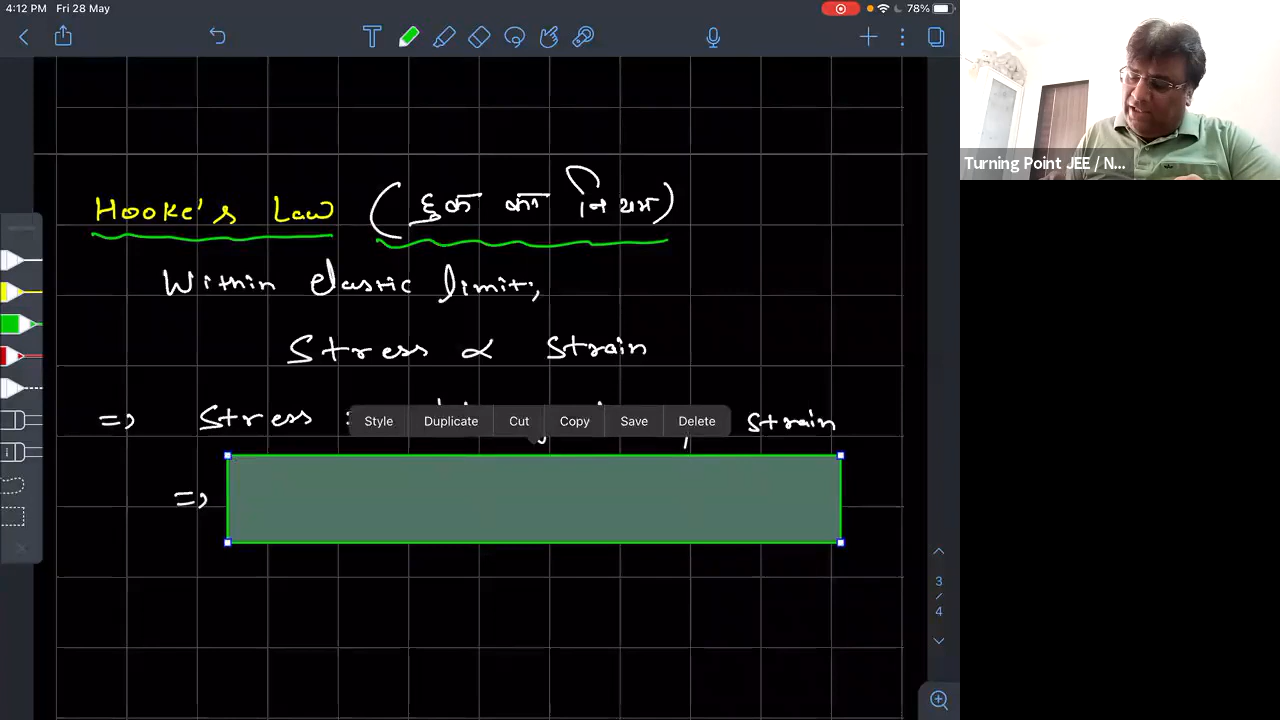 4:12 PM Fri 28 May
78%
Turning Point JEE / N...
Hooke's Law (हुक का नियम)
Within elastic limit,
Stress ∝ strain
=> Stress strain
Style Duplicate Cut Copy Save Delete
=>
3
/
4